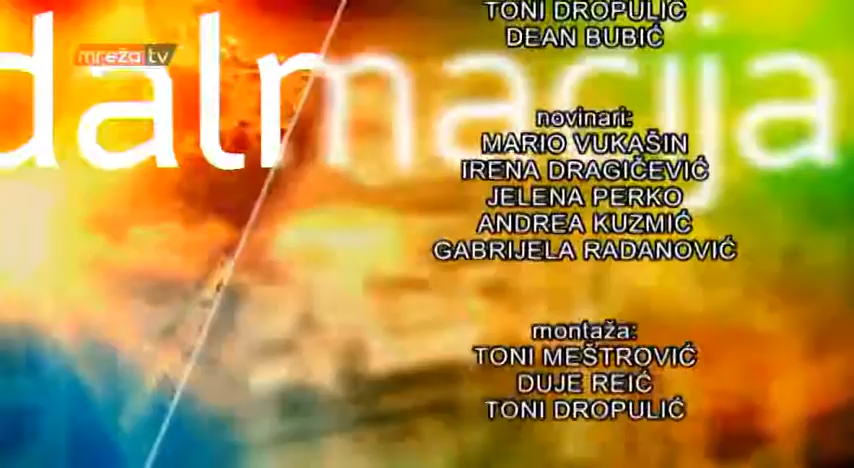 mreža tv
dalmacija
TONI DROPULIĆ
DEAN BUBIĆ
novinari:
MARIO VUKAŠIN
IRENA DRAGIČEVIĆ
JELENA PERKO
ANDREA KUZMIĆ
GABRIJELA RADANOVIĆ
montaža:
TONI MEŠTROVIĆ
DUJE REIĆ
TONI DROPULIĆ